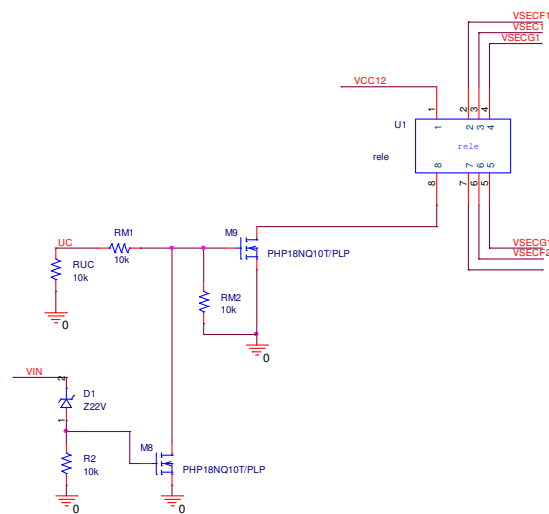 VSECF1
VSEC1
VSECG1
VCC12
1
2
3
4
U1
1
2
3
4
rele
rele
8
7
6
5
8
7
6
5
RM1
M9
UC
10k
PHP18NQ10T/PLP
VSECG1
VSECF2
RUC
10k
RM2
10k
0
0
VIN
2
D1
Z22V
1
M8
R2
10k
PHP18NQ10T/PLP
0
0